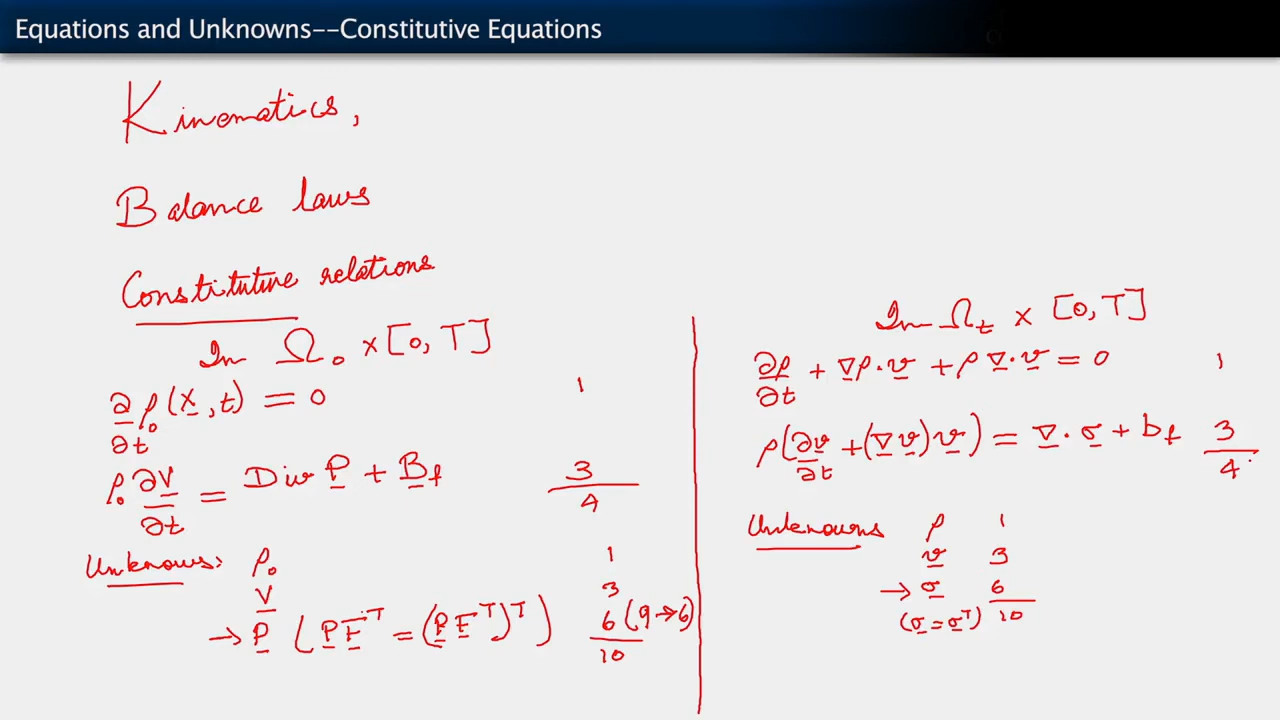 Equations and Unknowns--Constitutive Equations
Kinematics,
Balance laws
Constitutive relations
In Ω₀ × [0, T]
∂/∂t ρ₀(X, t) = 0 1
ρ₀ ∂V/∂t = Div P + B_f 3
4
Unknows: ρ₀ 1
V 3
→ P (PFᵀ = (PFᵀ)ᵀ) 6 (9→6)
10
In Ω_t × [0, T]
∂ρ/∂t + ∇ρ·v + ρ∇·v = 0 1
ρ(∂v/∂t + (∇v)v) = ∇·σ + b_f 3
4
Unknowns ρ 1
v 3
→ σ 6
(σ = σᵀ) 10